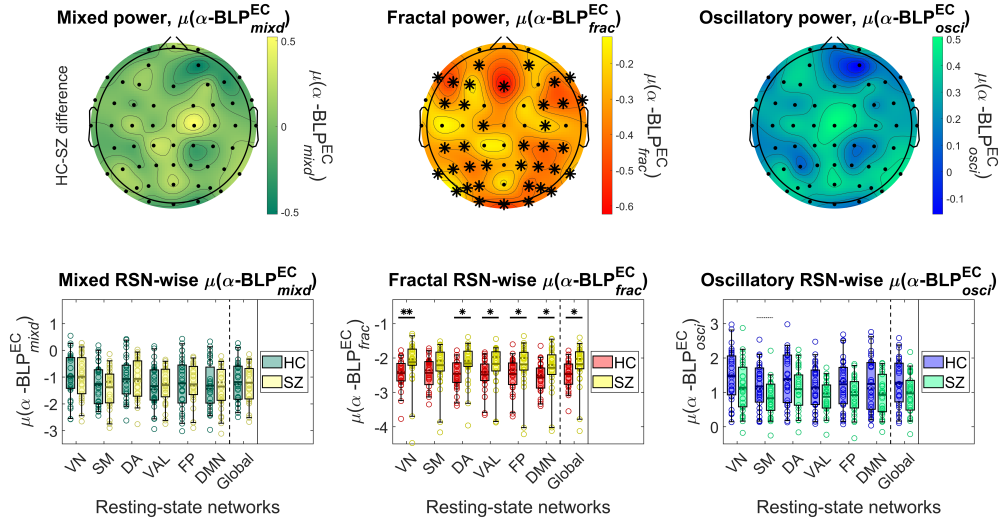 Mixed power, μ(α-BLP^EC_mixd)
Fractal power, μ(α-BLP^EC_frac)
Oscillatory power, μ(α-BLP^EC_osci)
HC-SZ difference
0.5
0
-0.5
μ(α -BLP^EC_mixd)
-0.2
-0.3
-0.4
-0.5
-0.6
μ(α -BLP^EC_frac)
0.5
0.4
0.3
0.2
0.1
0
-0.1
μ(α -BLP^EC_osci)
Mixed RSN-wise μ(α-BLP^EC_mixd)
μ(α -BLP^EC_mixd)
1
0
-1
-2
-3
HC
SZ
VN
SM
DA
VAL
FP
DMN
Global
Resting-state networks
Fractal RSN-wise μ(α-BLP^EC_frac)
μ(α -BLP^EC_frac)
-1
-2
-3
-4
** * * * * *
HC
SZ
VN
SM
DA
VAL
FP
DMN
Global
Resting-state networks
Oscillatory RSN-wise μ(α-BLP^EC_osci)
μ(α -BLP^EC_osci)
3
2
1
0
HC
SZ
VN
SM
DA
VAL
FP
DMN
Global
Resting-state networks